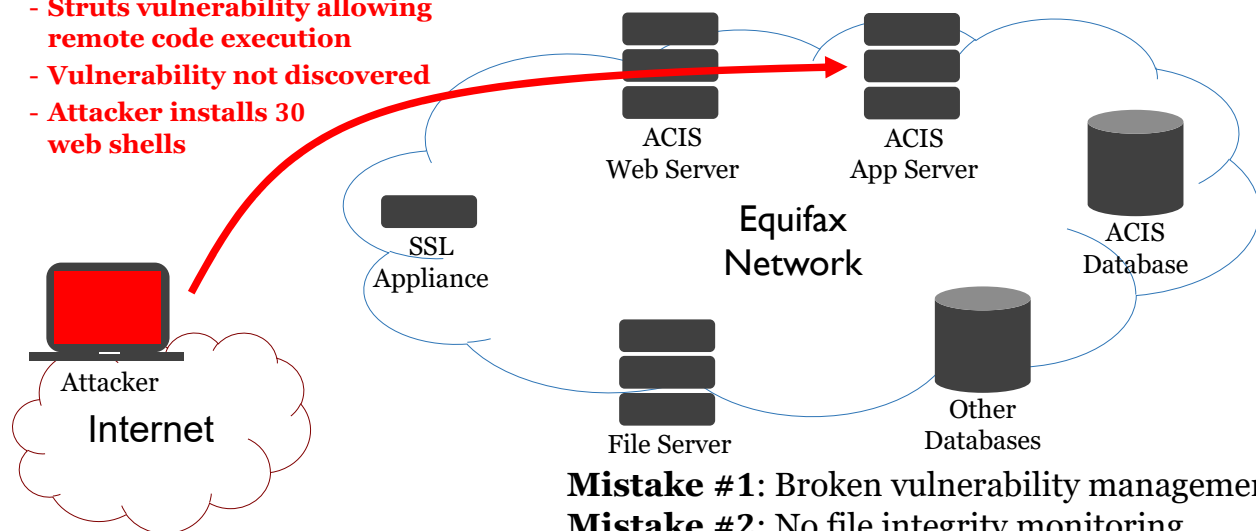 - Struts vulnerability allowing
remote code execution
- Vulnerability not discovered
- Attacker installs 30
web shells
ACIS
Web Server
ACIS
App Server
SSL
Appliance
Equifax
Network
ACIS
Database
Attacker
Internet
File Server
Other
Databases
Mistake #1: Broken vulnerability managemen
Mistake #2: No file integrity monitoring